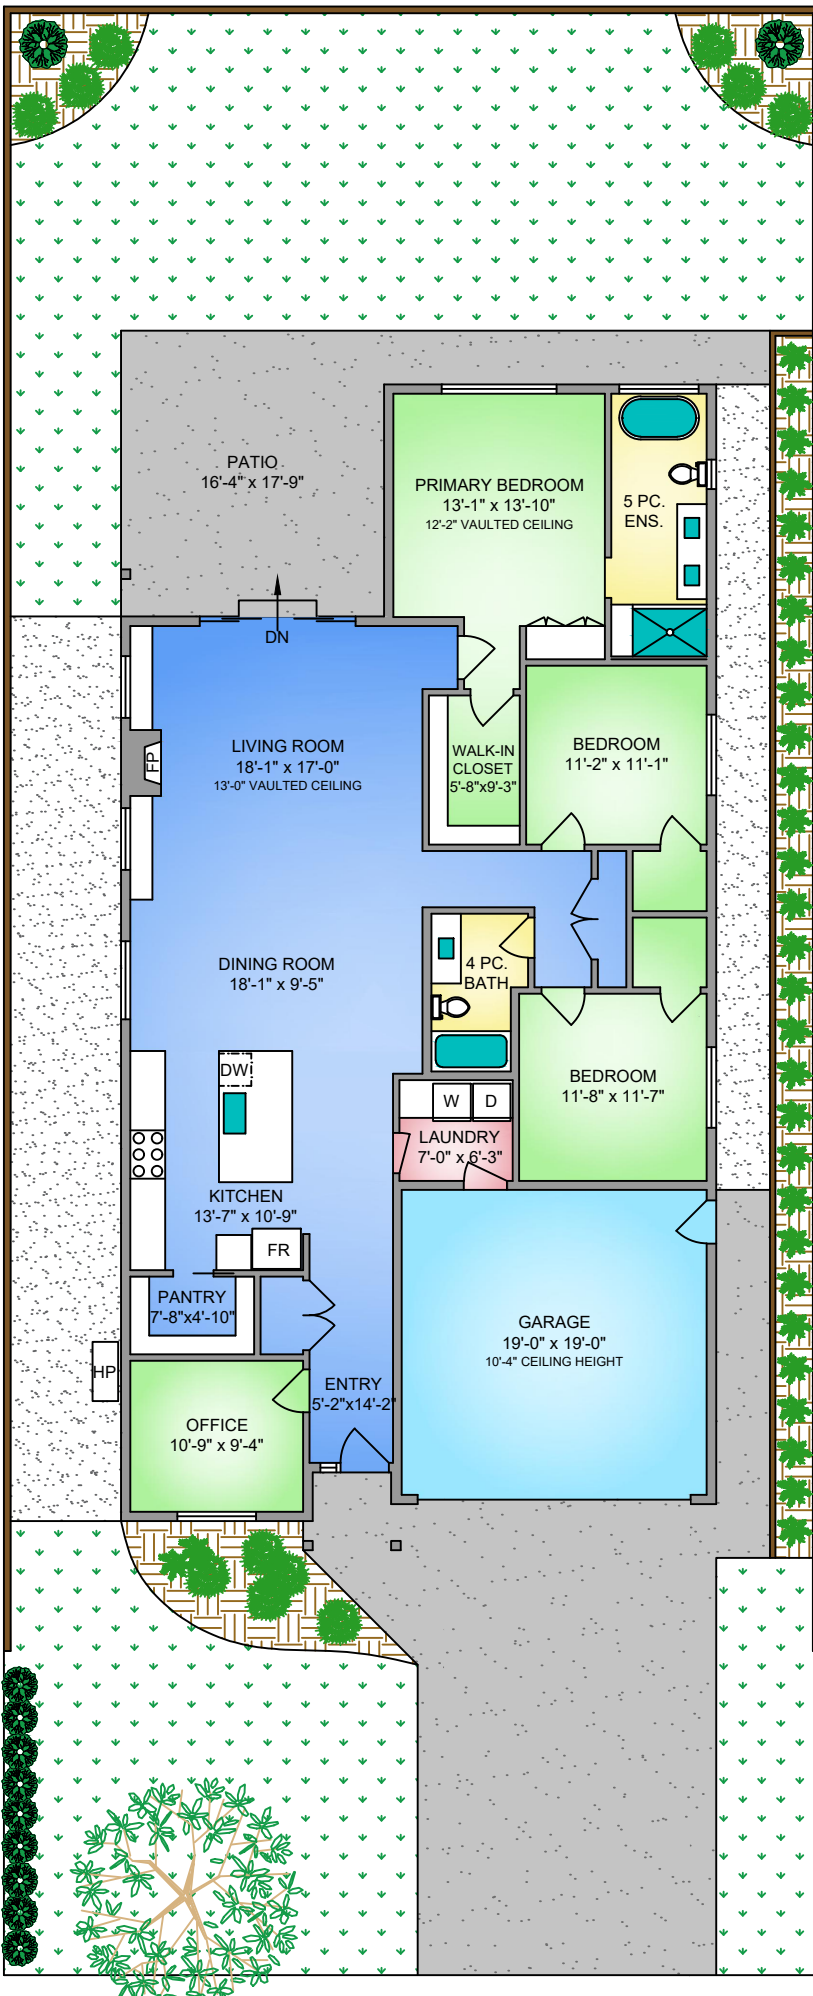 PATIO
16'-4" x 17'-9"
PRIMARY BEDROOM
13'-1" x 13'-10"
12'-2" VAULTED CEILING
5 PC.
ENS.
DN
LIVING ROOM
18'-1" x 17'-0"
13'-0" VAULTED CEILING
FP
WALK-IN
CLOSET
5'-8"x9'-3"
BEDROOM
11'-2" x 11'-1"
DINING ROOM
18'-1" x 9'-5"
4 PC.
BATH
DW
W
D
BEDROOM
11'-8" x 11'-7"
LAUNDRY
7'-0" x 6'-3"
KITCHEN
13'-7" x 10'-9"
FR
PANTRY
7'-8"x4'-10"
HP
ENTRY
5'-2"x14'-2"
GARAGE
19'-0" x 19'-0"
10'-4" CEILING HEIGHT
OFFICE
10'-9" x 9'-4"